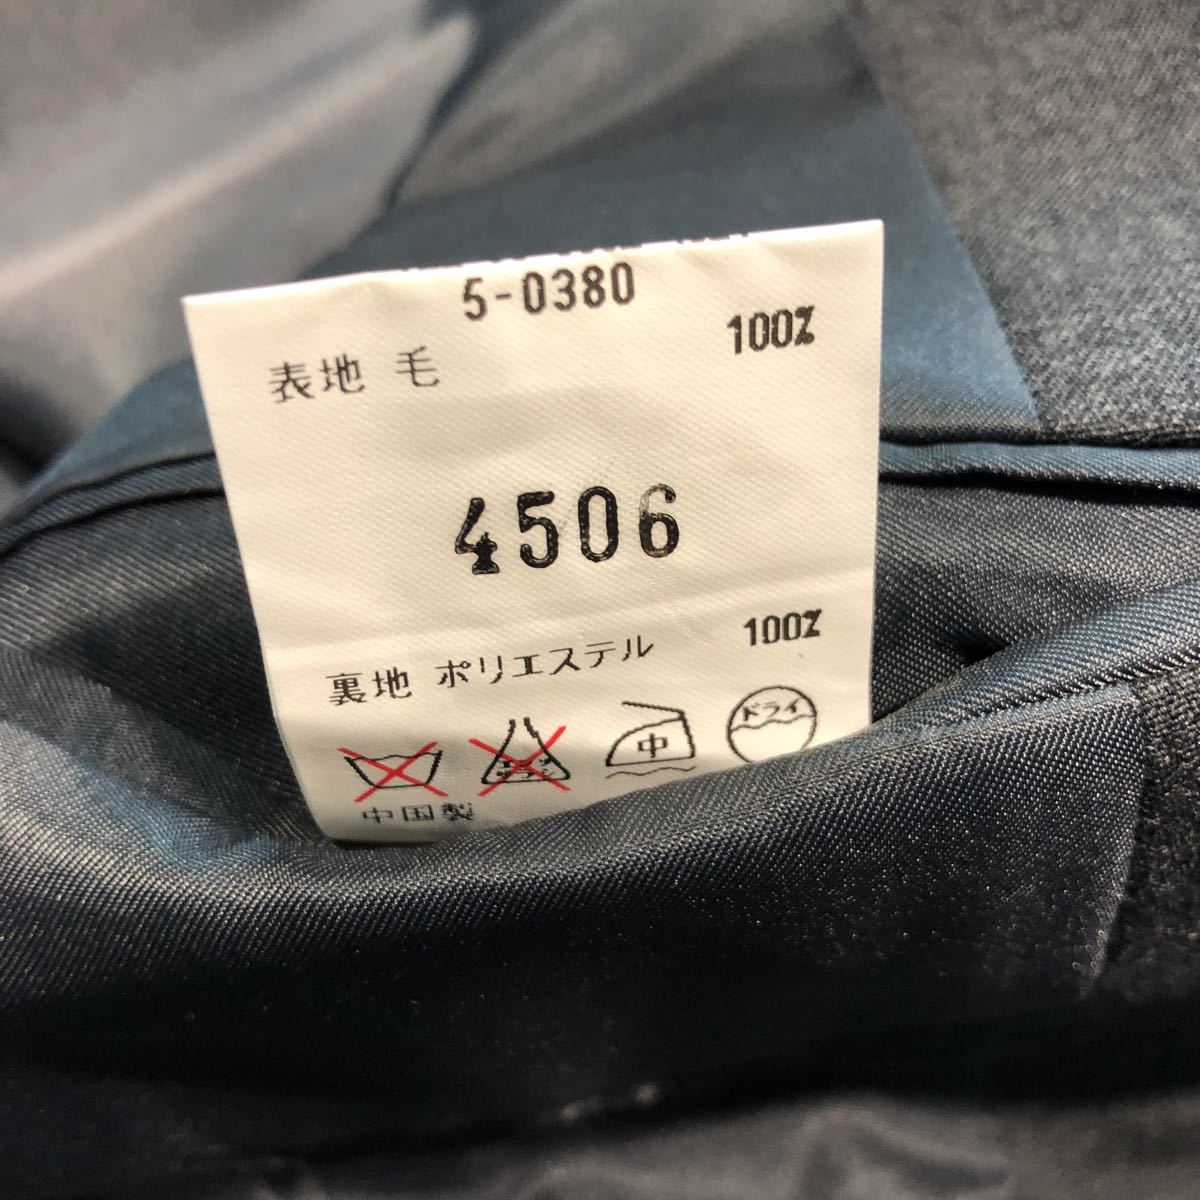 5-0380
表地 毛 100%
4506
裏地 ポリエステル 100%
中 ドライ
中国製